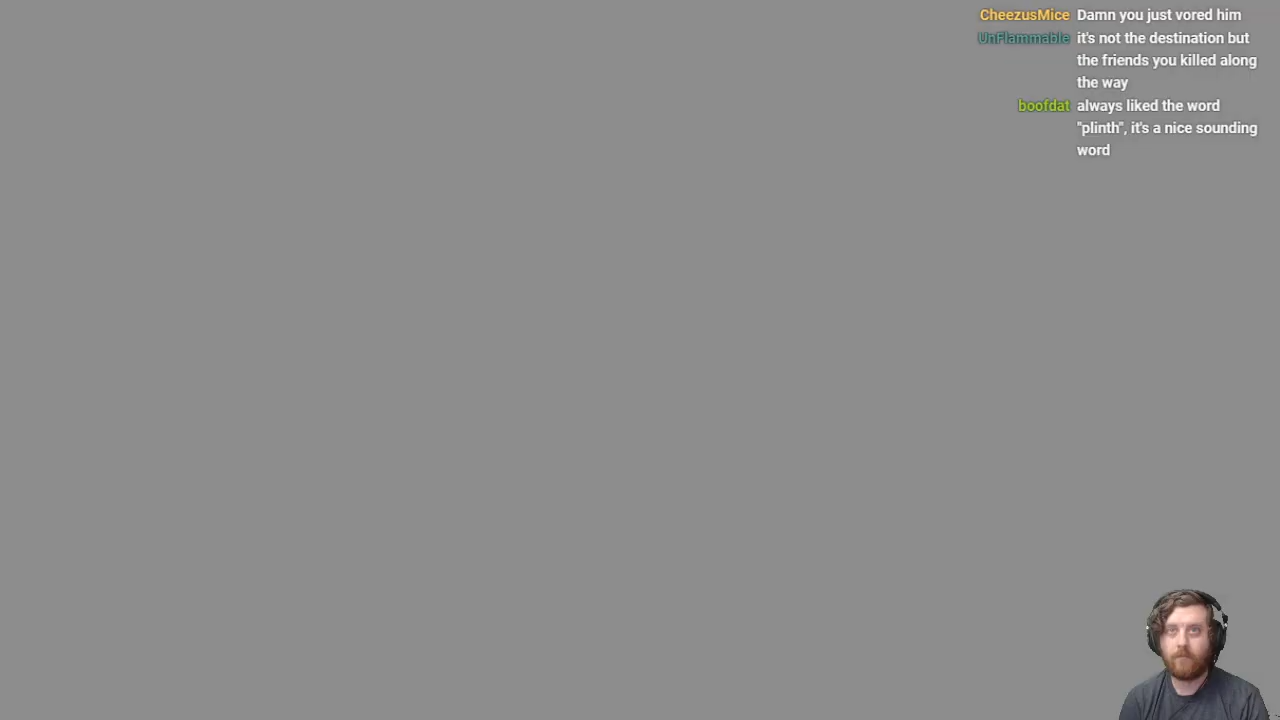 CheezusMice Damn you just vored him
UnFlammable it's not the destination but
the friends you killed along
the way
boofdat always liked the word
"plinth", it's a nice sounding
word